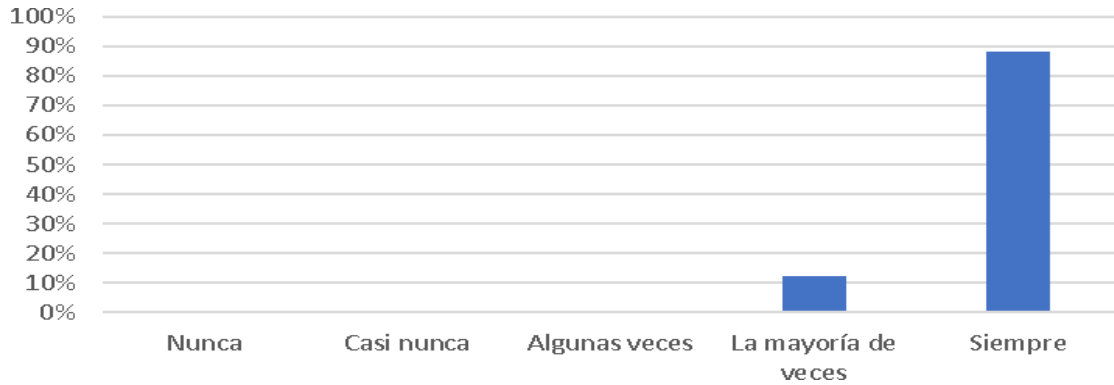 100%
90%
80%
70%
60%
50%
40%
30%
20%
10%
0%
Nunca
Casi nunca
Algunas veces
La mayoría de
veces
Siempre